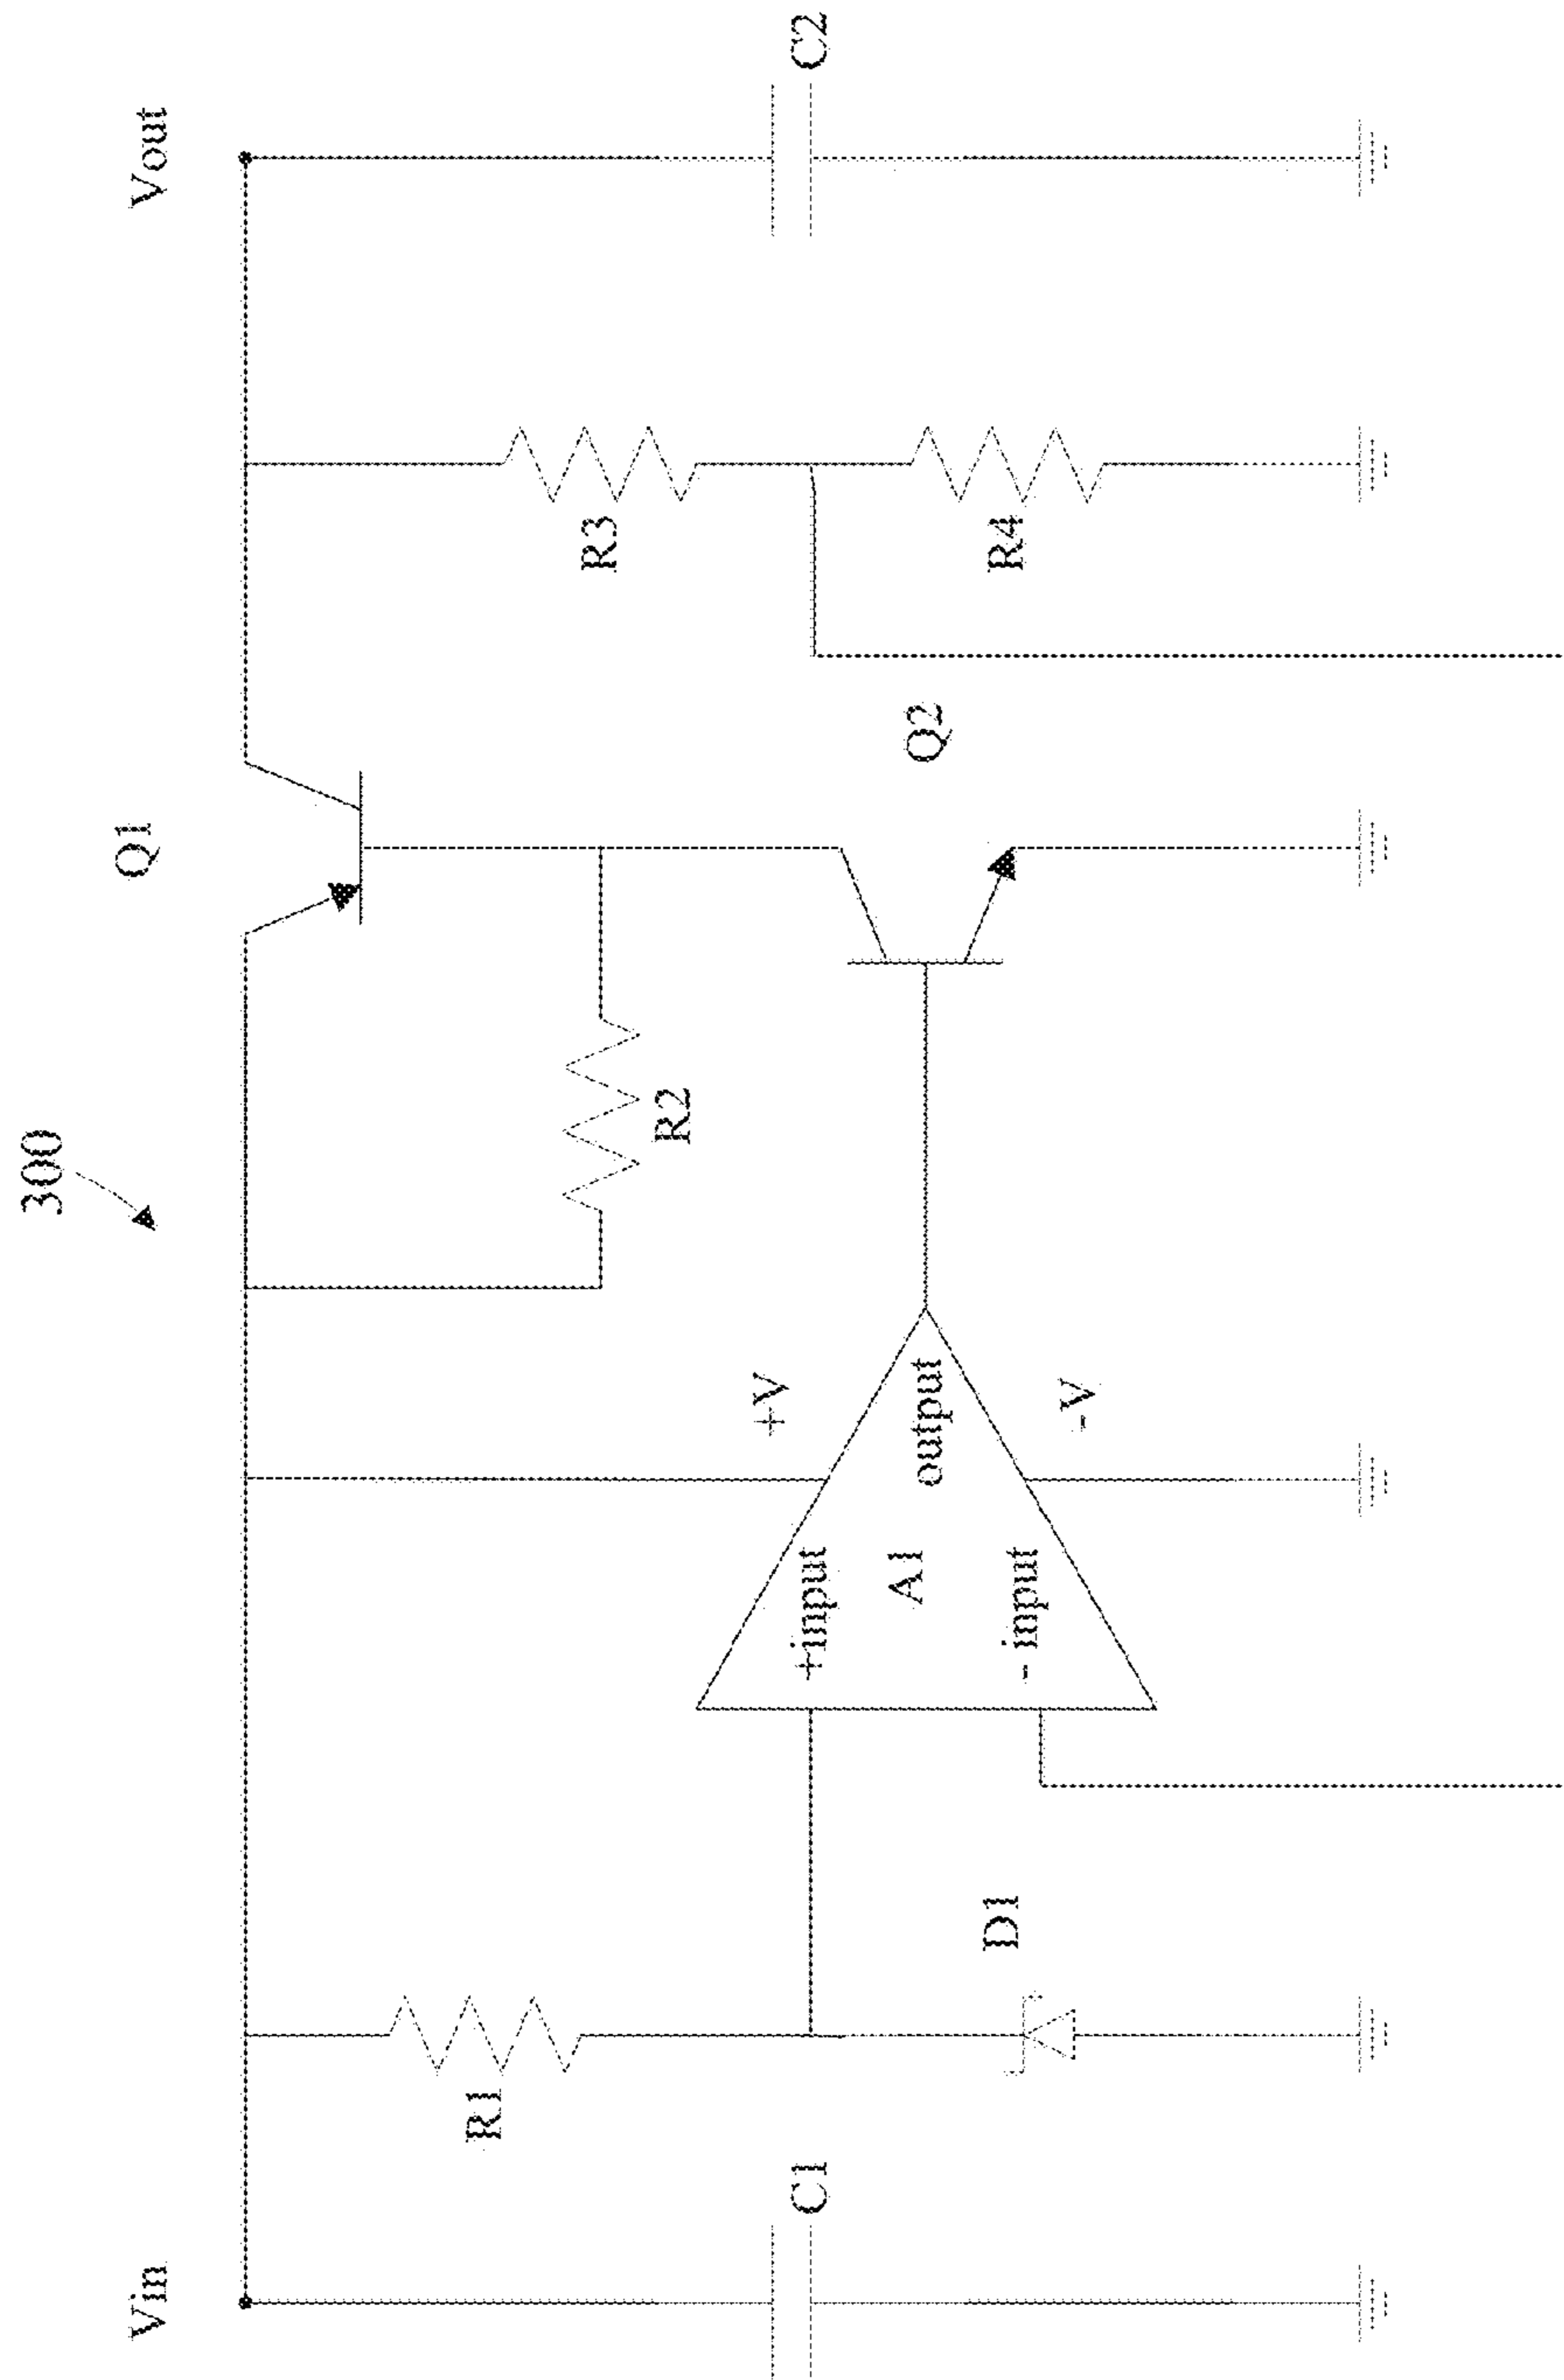 300
Vin
Q1
Vout
R1
C1
D1
+input
- input
A1
output
+V
-V
R2
Q2
R3
R4
C2